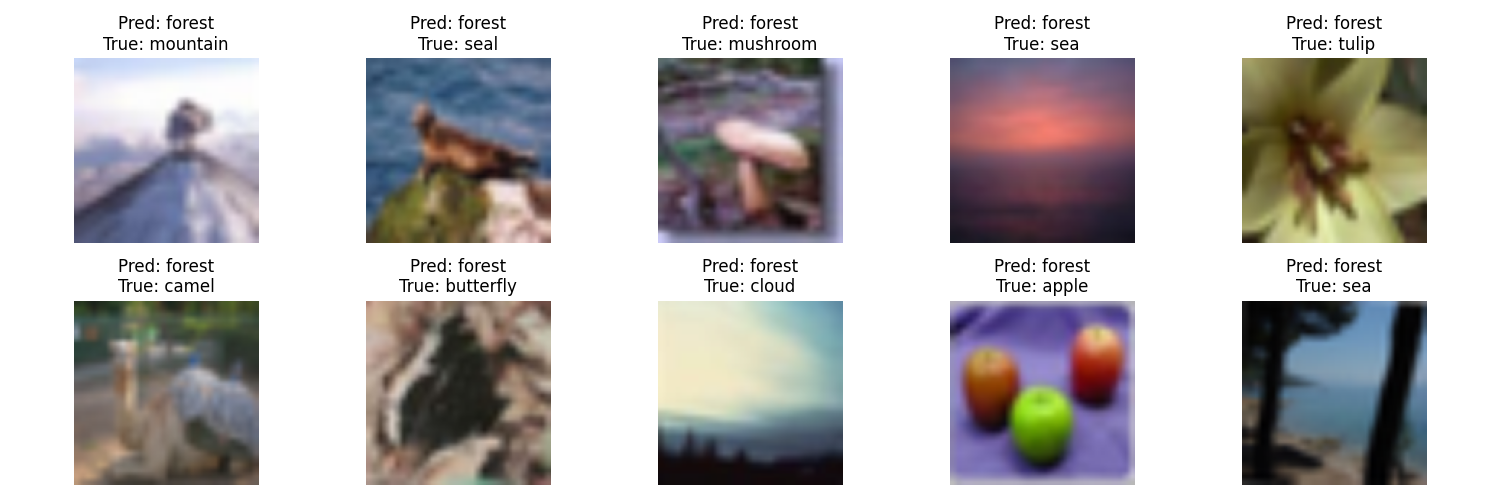 Pred: forest
True: mountain
Pred: forest
True: seal
Pred: forest
True: mushroom
Pred: forest
True: sea
Pred: forest
True: tulip
Pred: forest
True: camel
Pred: forest
True: butterfly
Pred: forest
True: cloud
Pred: forest
True: apple
Pred: forest
True: sea